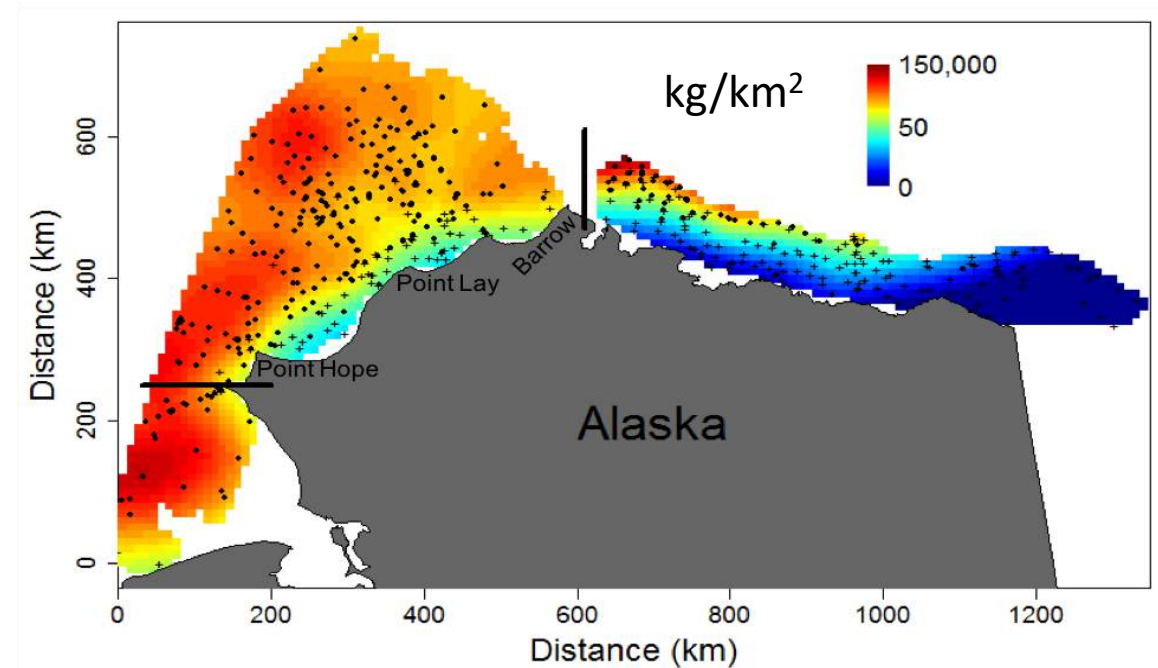 kg/km²
150,000
50
0
Barrow
Point Lay
Point Hope
Alaska
Distance (km)
600
400
200
0
0 200 400 600 800 1000 1200
Distance (km)